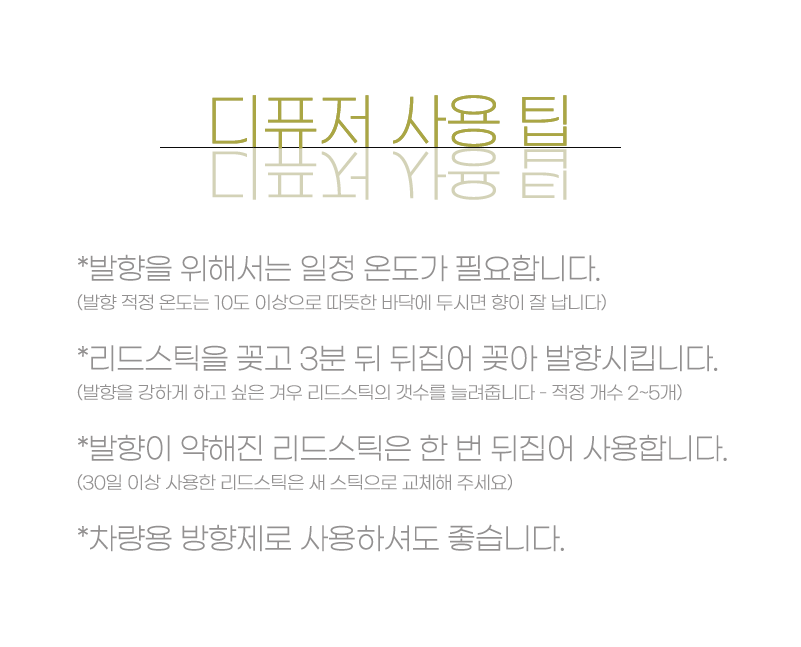 디퓨저 사용 팁
*발향을 위해서는 일정 온도가 필요합니다.
(발향 적정 온도는 10도 이상으로 따뜻한 바닥에 두시면 향이 잘 납니다)
*리드스틱을 꽂고 3분 뒤 뒤집어 꽂아 발향시킵니다.
(발향을 강하게 하고 싶은 겨우 리드스틱의 갯수를 늘려줍니다 - 적정 개수 2~5개)
*발향이 약해진 리드스틱은 한 번 뒤집어 사용합니다.
(30일 이상 사용한 리드스틱은 새 스틱으로 교체해 주세요)
*차량용 방향제로 사용하셔도 좋습니다.